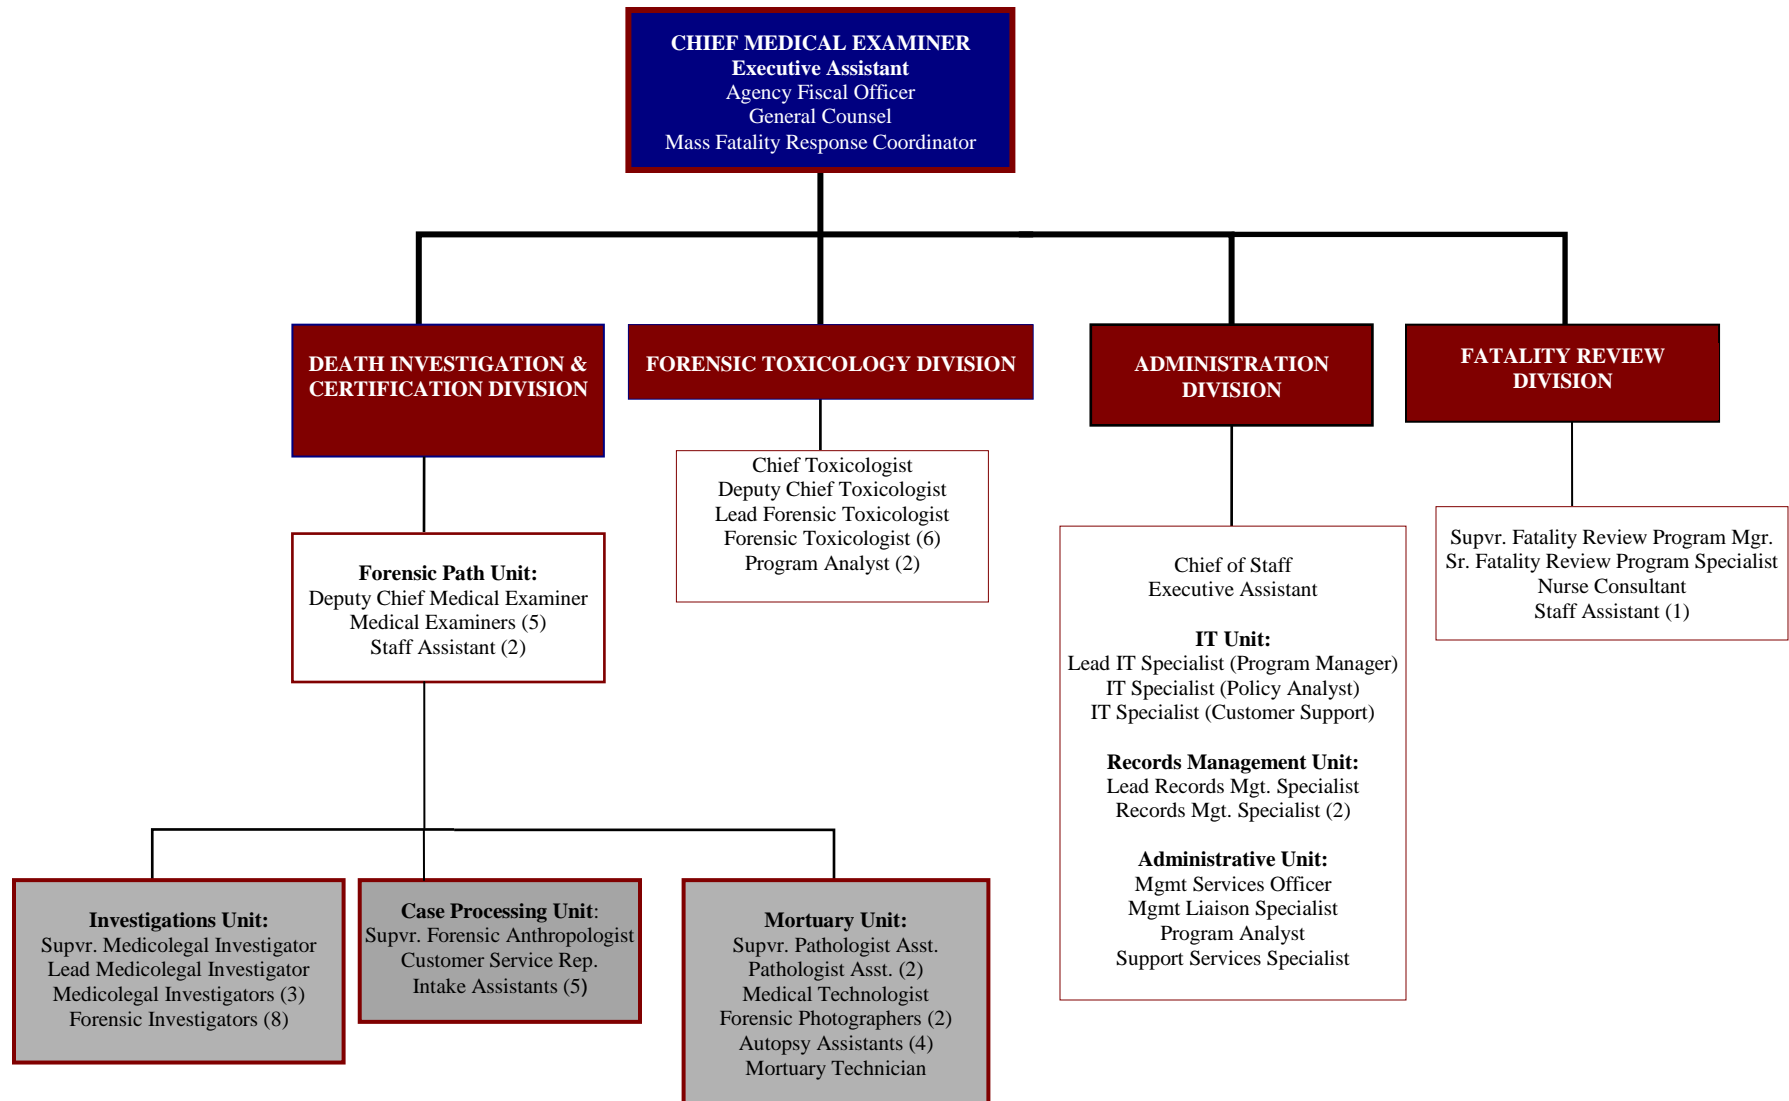 CHIEF MEDICAL EXAMINER
Executive Assistant
Agency Fiscal Officer
General Counsel
Mass Fatality Response Coordinator
DEATH INVESTIGATION &
CERTIFICATION DIVISION
FORENSIC TOXICOLOGY DIVISION
ADMINISTRATION
DIVISION
FATALITY REVIEW
DIVISION
Forensic Path Unit:
Deputy Chief Medical Examiner
Medical Examiners (5)
Staff Assistant (2)
Chief Toxicologist
Deputy Chief Toxicologist
Lead Forensic Toxicologist
Forensic Toxicologist (6)
Program Analyst (2)
Chief of Staff
Executive Assistant
IT Unit:
Lead IT Specialist (Program Manager)
IT Specialist (Policy Analyst)
IT Specialist (Customer Support)
Records Management Unit:
Lead Records Mgt. Specialist
Records Mgt. Specialist (2)
Administrative Unit:
Mgmt Services Officer
Mgmt Liaison Specialist
Program Analyst
Support Services Specialist
Supvr. Fatality Review Program Mgr.
Sr. Fatality Review Program Specialist
Nurse Consultant
Staff Assistant (1)
Investigations Unit:
Supvr. Medicolegal Investigator
Lead Medicolegal Investigator
Medicolegal Investigators (3)
Forensic Investigators (8)
Case Processing Unit:
Supvr. Forensic Anthropologist
Customer Service Rep.
Intake Assistants (5)
Mortuary Unit:
Supvr. Pathologist Asst.
Pathologist Asst. (2)
Medical Technologist
Forensic Photographers (2)
Autopsy Assistants (4)
Mortuary Technician